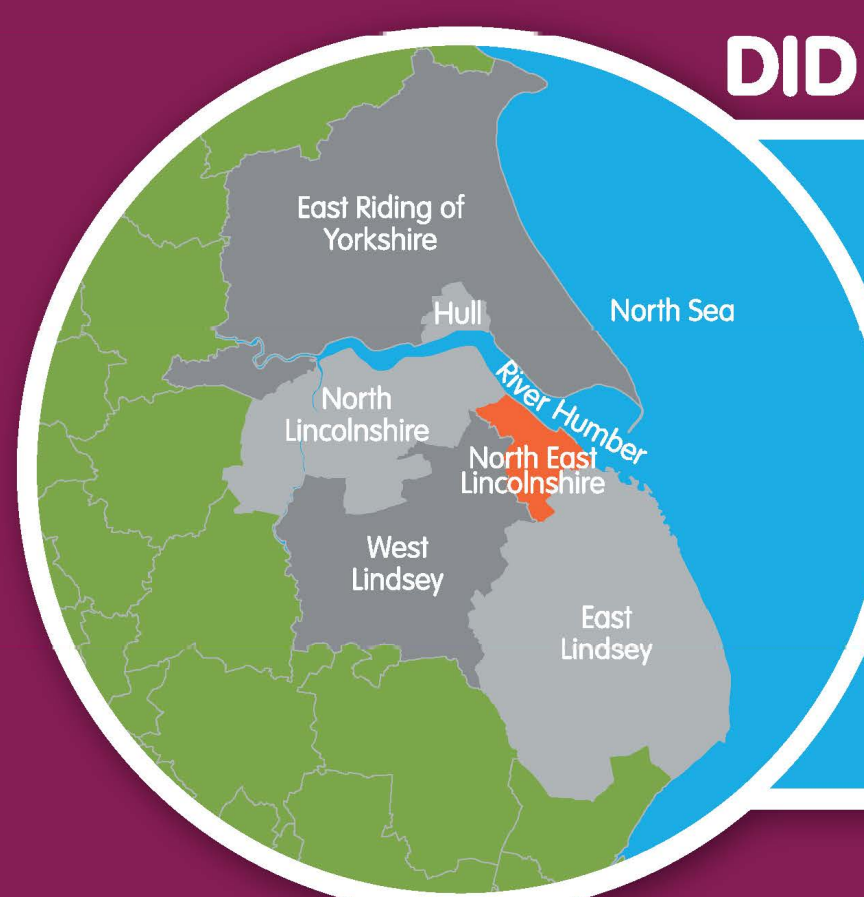 DID
East Riding of
Yorkshire
Hull
North Sea
River Humber
North
Lincolnshire
North East
Lincolnshire
West
Lindsey
East
Lindsey